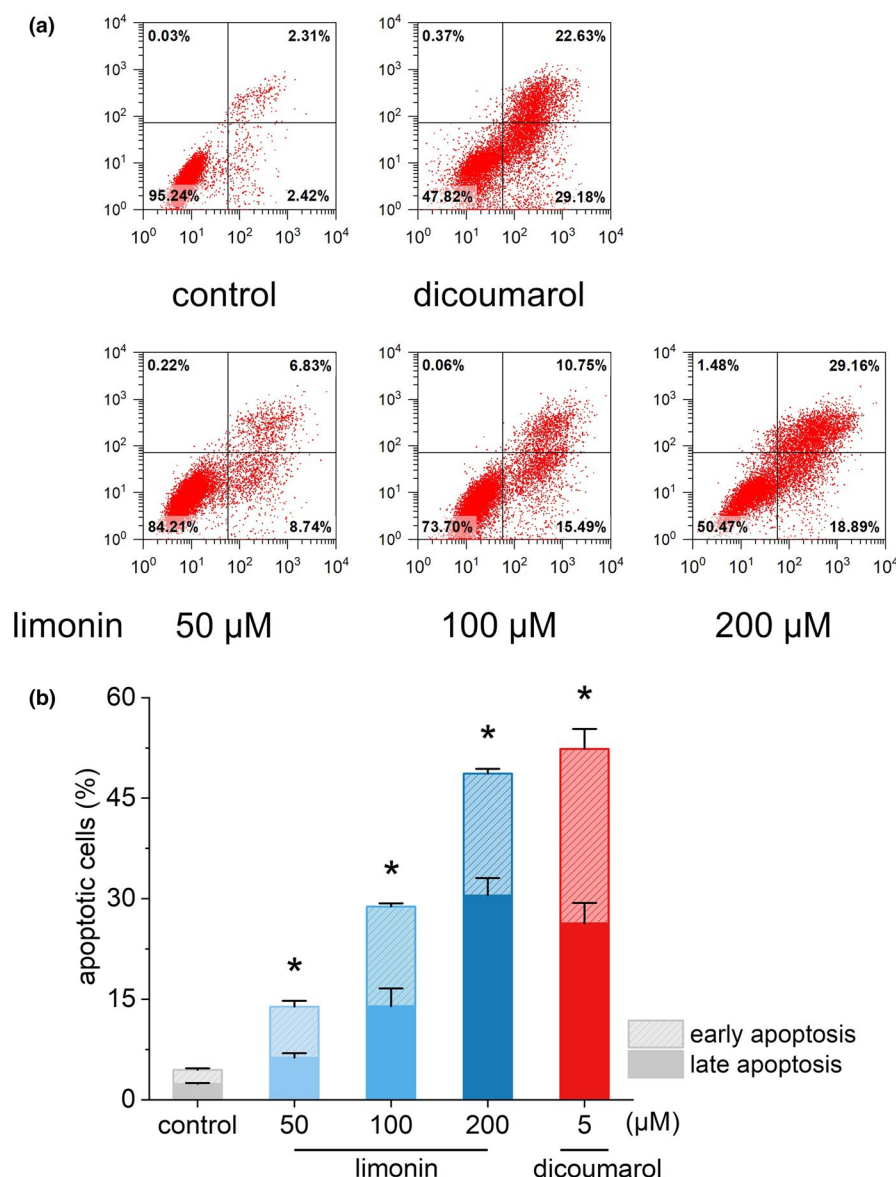 (a)
10⁴ 0.03% 2.31% 10⁴ 0.37% 22.63%
10³ 10³
10² 10²
10¹ 10¹
95.24% 2.42% 47.82% 29.18%
10⁰ 10⁰
10⁰ 10¹ 10² 10³ 10⁴ 10⁰ 10¹ 10² 10³ 10⁴
control dicoumarol
10⁴ 0.22% 6.83% 10⁴ 0.06% 10.75% 10⁴ 1.48% 29.16%
10³ 10³ 10³
10² 10² 10²
10¹ 10¹ 10¹
84.21% 8.74% 73.70% 15.49% 50.47% 18.89%
10⁰ 10⁰ 10⁰
10⁰ 10¹ 10² 10³ 10⁴ 10⁰ 10¹ 10² 10³ 10⁴ 10⁰ 10¹ 10² 10³ 10⁴
limonin 50 µM 100 µM 200 µM
(b)
apoptotic cells (%)
60
45
30
15
0
* * * *
early apoptosis
late apoptosis
control 50 100 200 5 (µM)
limonin dicoumarol